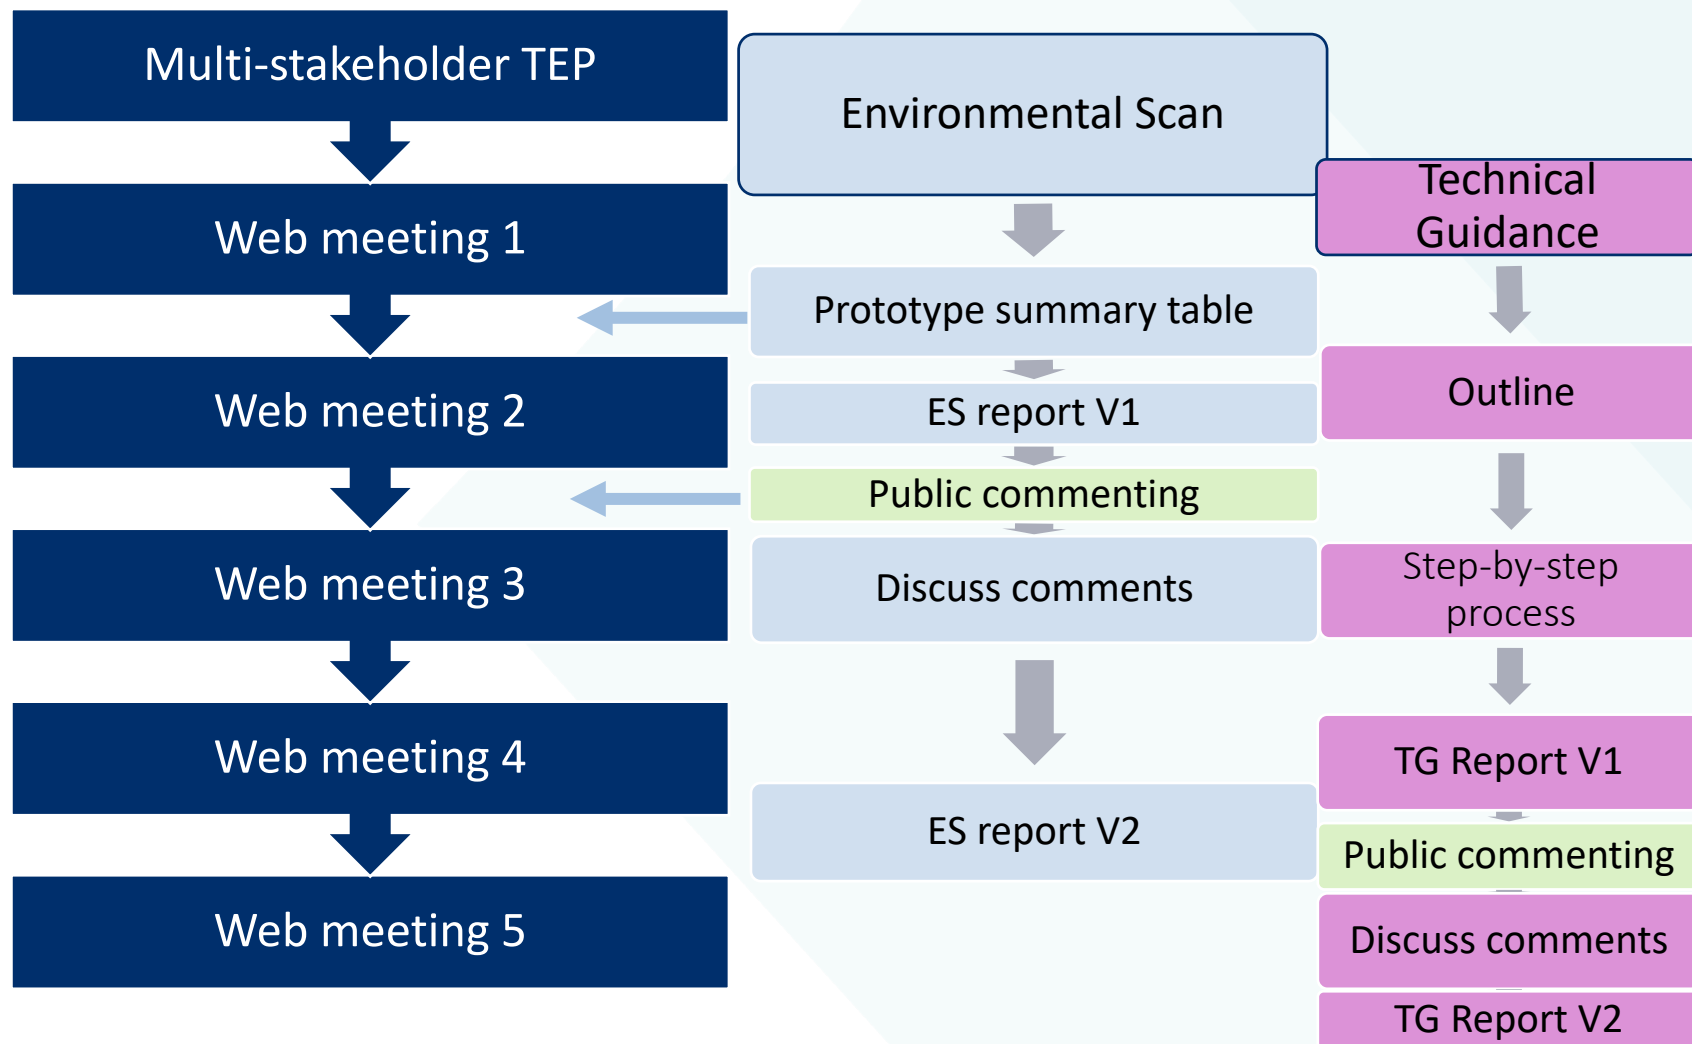 Multi-stakeholder TEP
Web meeting 1
Web meeting 2
Web meeting 3
Web meeting 4
Web meeting 5
Environmental Scan
Prototype summary table
ES report V1
Public commenting
Discuss comments
ES report V2
Technical
Guidance
Outline
Step-by-step
process
TG Report V1
Public commenting
Discuss comments
TG Report V2